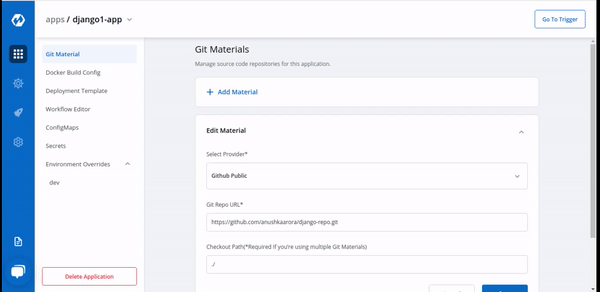 apps / django1-app
Go To Trigger
Git Material
Docker Build Config
Deployment Template
Workflow Editor
ConfigMaps
Secrets
Environment Overrides
dev
Delete Application
Git Materials
Manage source code repositories for this application.
+ Add Material
Edit Material
Select Provider*
Github Public
Git Repo URL*
https://github.com/anushkaarora/django-repo.git
Checkout Path(*Required if you're using multiple Git Materials)
./